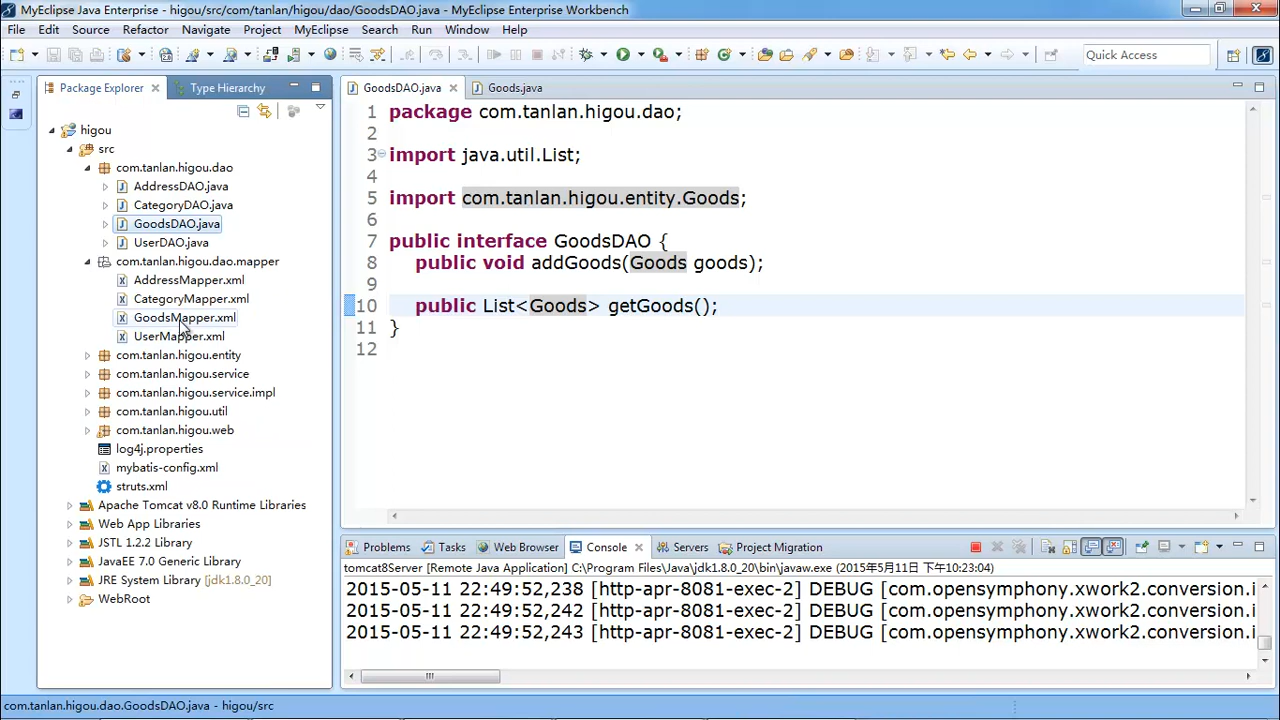 MyEclipse Java Enterprise - higou/src/com/tanlan/higou/dao/GoodsDAO.java - MyEclipse Enterprise Workbench
File Edit Source Refactor Navigate Project MyEclipse Search Run Window Help
Quick Access
Package Explorer
Type Hierarchy
higou
src
com.tanlan.higou.dao
AddressDAO.java
CategoryDAO.java
GoodsDAO.java
UserDAO.java
com.tanlan.higou.dao.mapper
AddressMapper.xml
CategoryMapper.xml
GoodsMapper.xml
UserMapper.xml
com.tanlan.higou.entity
com.tanlan.higou.service
com.tanlan.higou.service.impl
com.tanlan.higou.util
com.tanlan.higou.web
log4j.properties
mybatis-config.xml
struts.xml
Apache Tomcat v8.0 Runtime Libraries
Web App Libraries
JSTL 1.2.2 Library
JavaEE 7.0 Generic Library
JRE System Library [jdk1.8.0_20]
WebRoot
GoodsDAO.java
Goods.java
1 package com.tanlan.higou.dao;
2
3 import java.util.List;
4
5 import com.tanlan.higou.entity.Goods;
6
7 public interface GoodsDAO {
8 public void addGoods(Goods goods);
9
10 public List<Goods> getGoods();
11 }
12
Problems Tasks Web Browser Console Servers Project Migration
tomcat8Server [Remote Java Application] C:\Program Files\Java\jdk1.8.0_20\bin\javaw.exe (2015年5月11日 下午10:23:04)
2015-05-11 22:49:52,238 [http-apr-8081-exec-2] DEBUG [com.opensymphony.xwork2.conversion.i
2015-05-11 22:49:52,242 [http-apr-8081-exec-2] DEBUG [com.opensymphony.xwork2.conversion.i
2015-05-11 22:49:52,243 [http-apr-8081-exec-2] DEBUG [com.opensymphony.xwork2.conversion.i
com.tanlan.higou.dao.GoodsDAO.java - higou/src